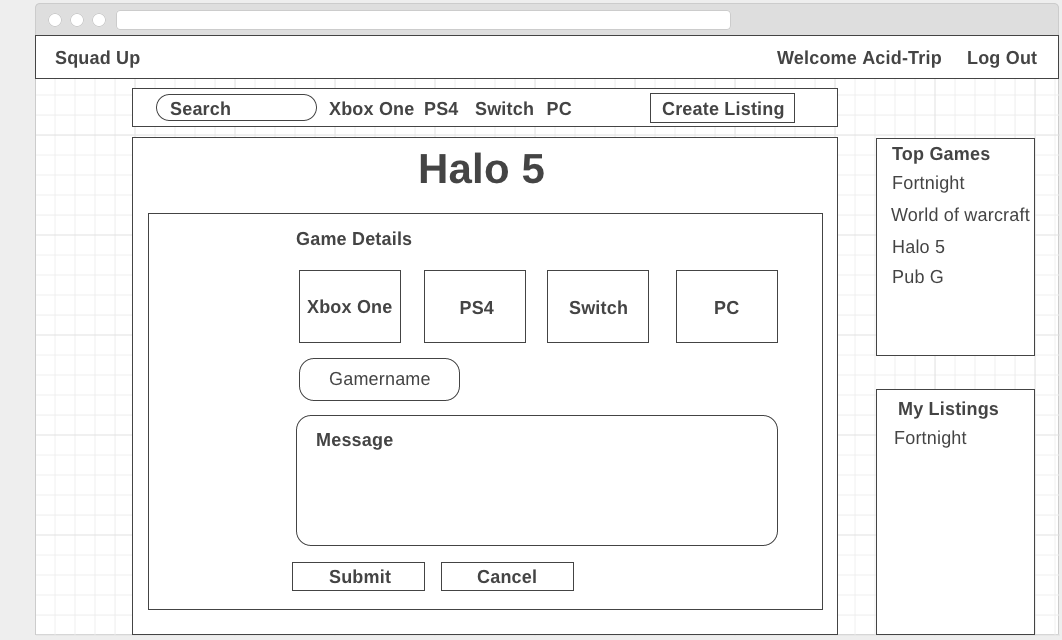 Squad Up Welcome Acid-Trip Log Out
Search Xbox One PS4 Switch PC Create Listing
Halo 5
Game Details
Xbox One PS4 Switch PC
Gamername
Message
Submit Cancel
Top Games
Fortnight
World of warcraft
Halo 5
Pub G
My Listings
Fortnight